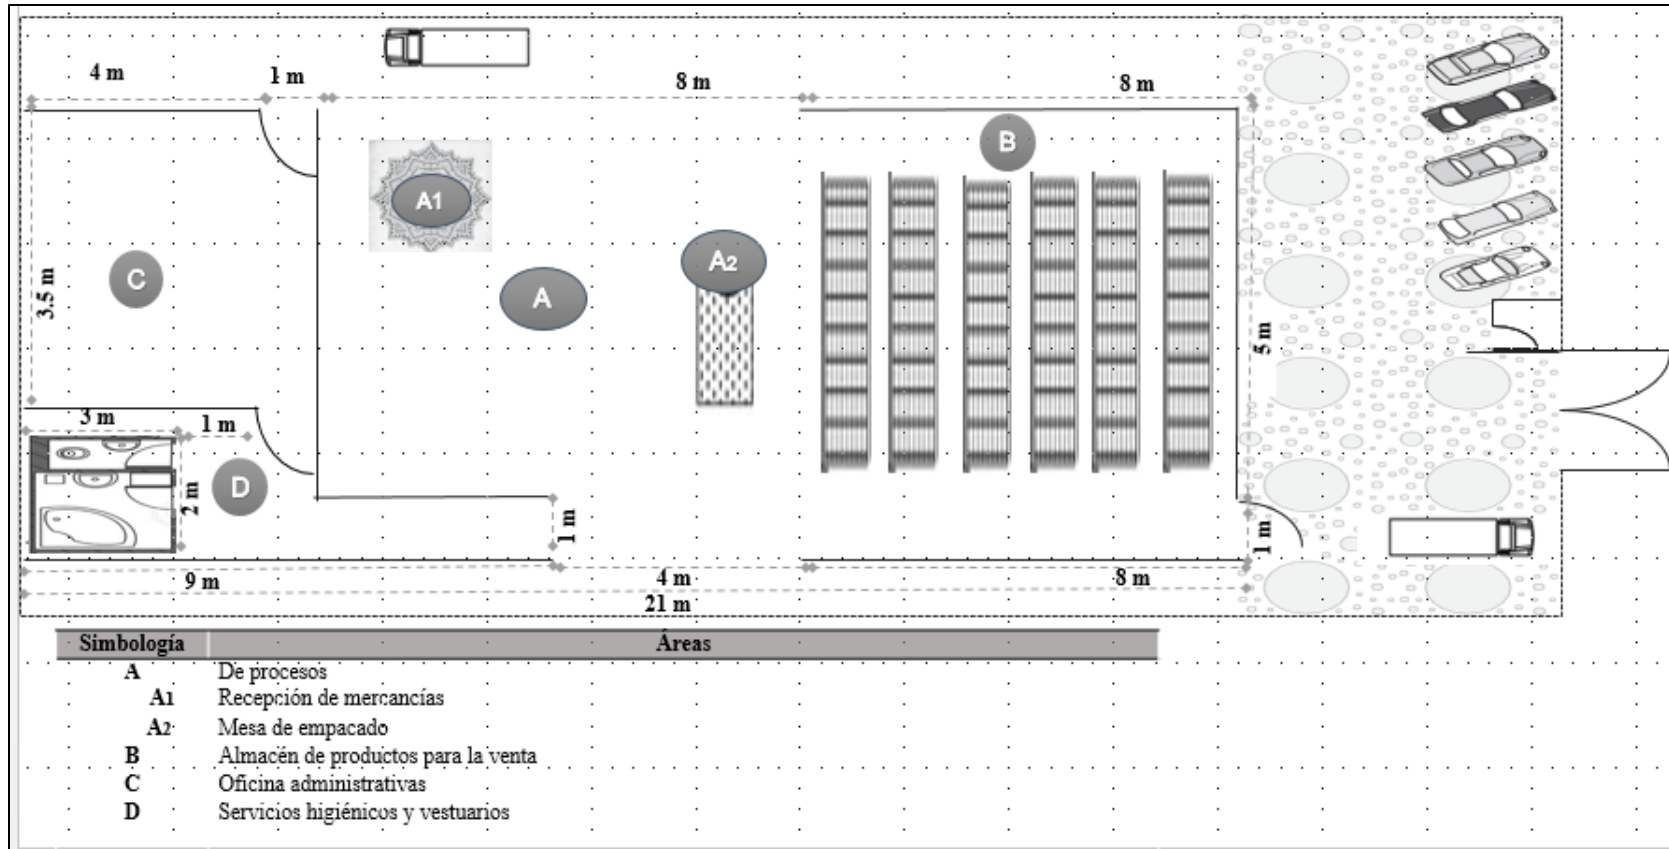 4 m
1 m
8 m
8 m
B
A1
C
A2
A
3.5 m
5 m
3 m
1 m
D
2 m
1 m
1 m
9 m
4 m
8 m
21 m
Simbología Áreas
A De procesos
A1 Recepción de mercancías
A2 Mesa de empacado
B Almacén de productos para la venta
C Oficina administrativas
D Servicios higiénicos y vestuarios